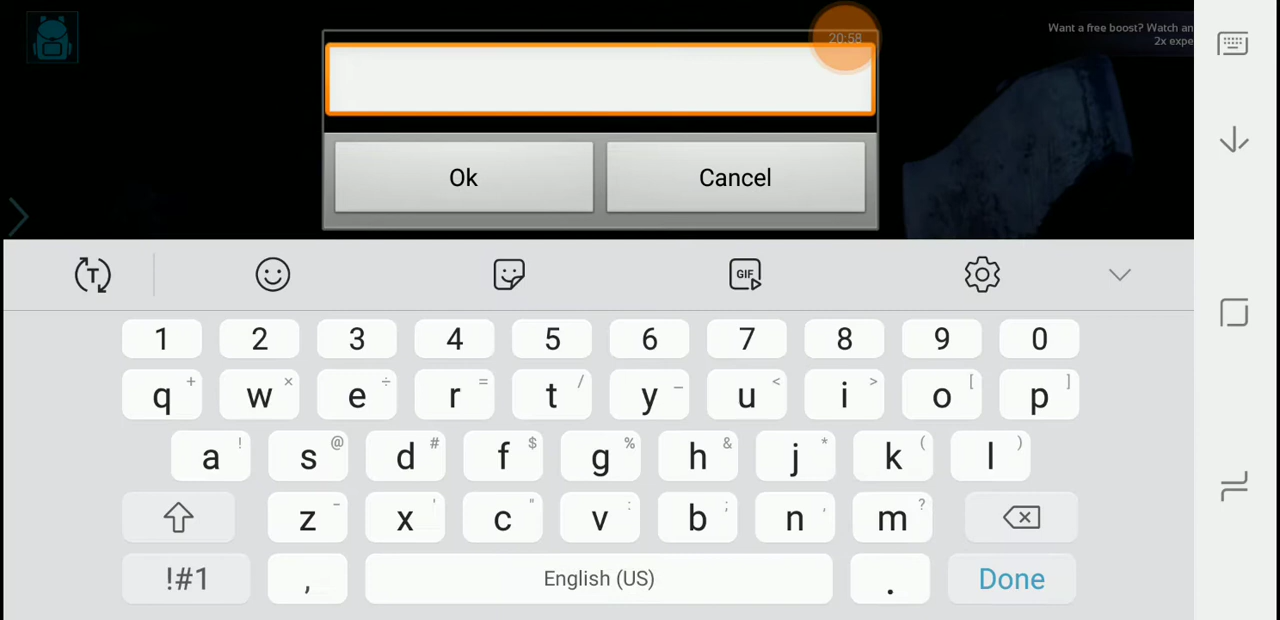 20:58
Want a free boost? Watch an
2x expe
Ok Cancel
T GIF
1 2 3 4 5 6 7 8 9 0
q + w × e ÷ r = t / y _ u < i > o [ p ]
a ! s @ d # f $ g % h & j * k ( l )
z - x ' c " v : b ; n , m ?
!#1 , English (US) . Done